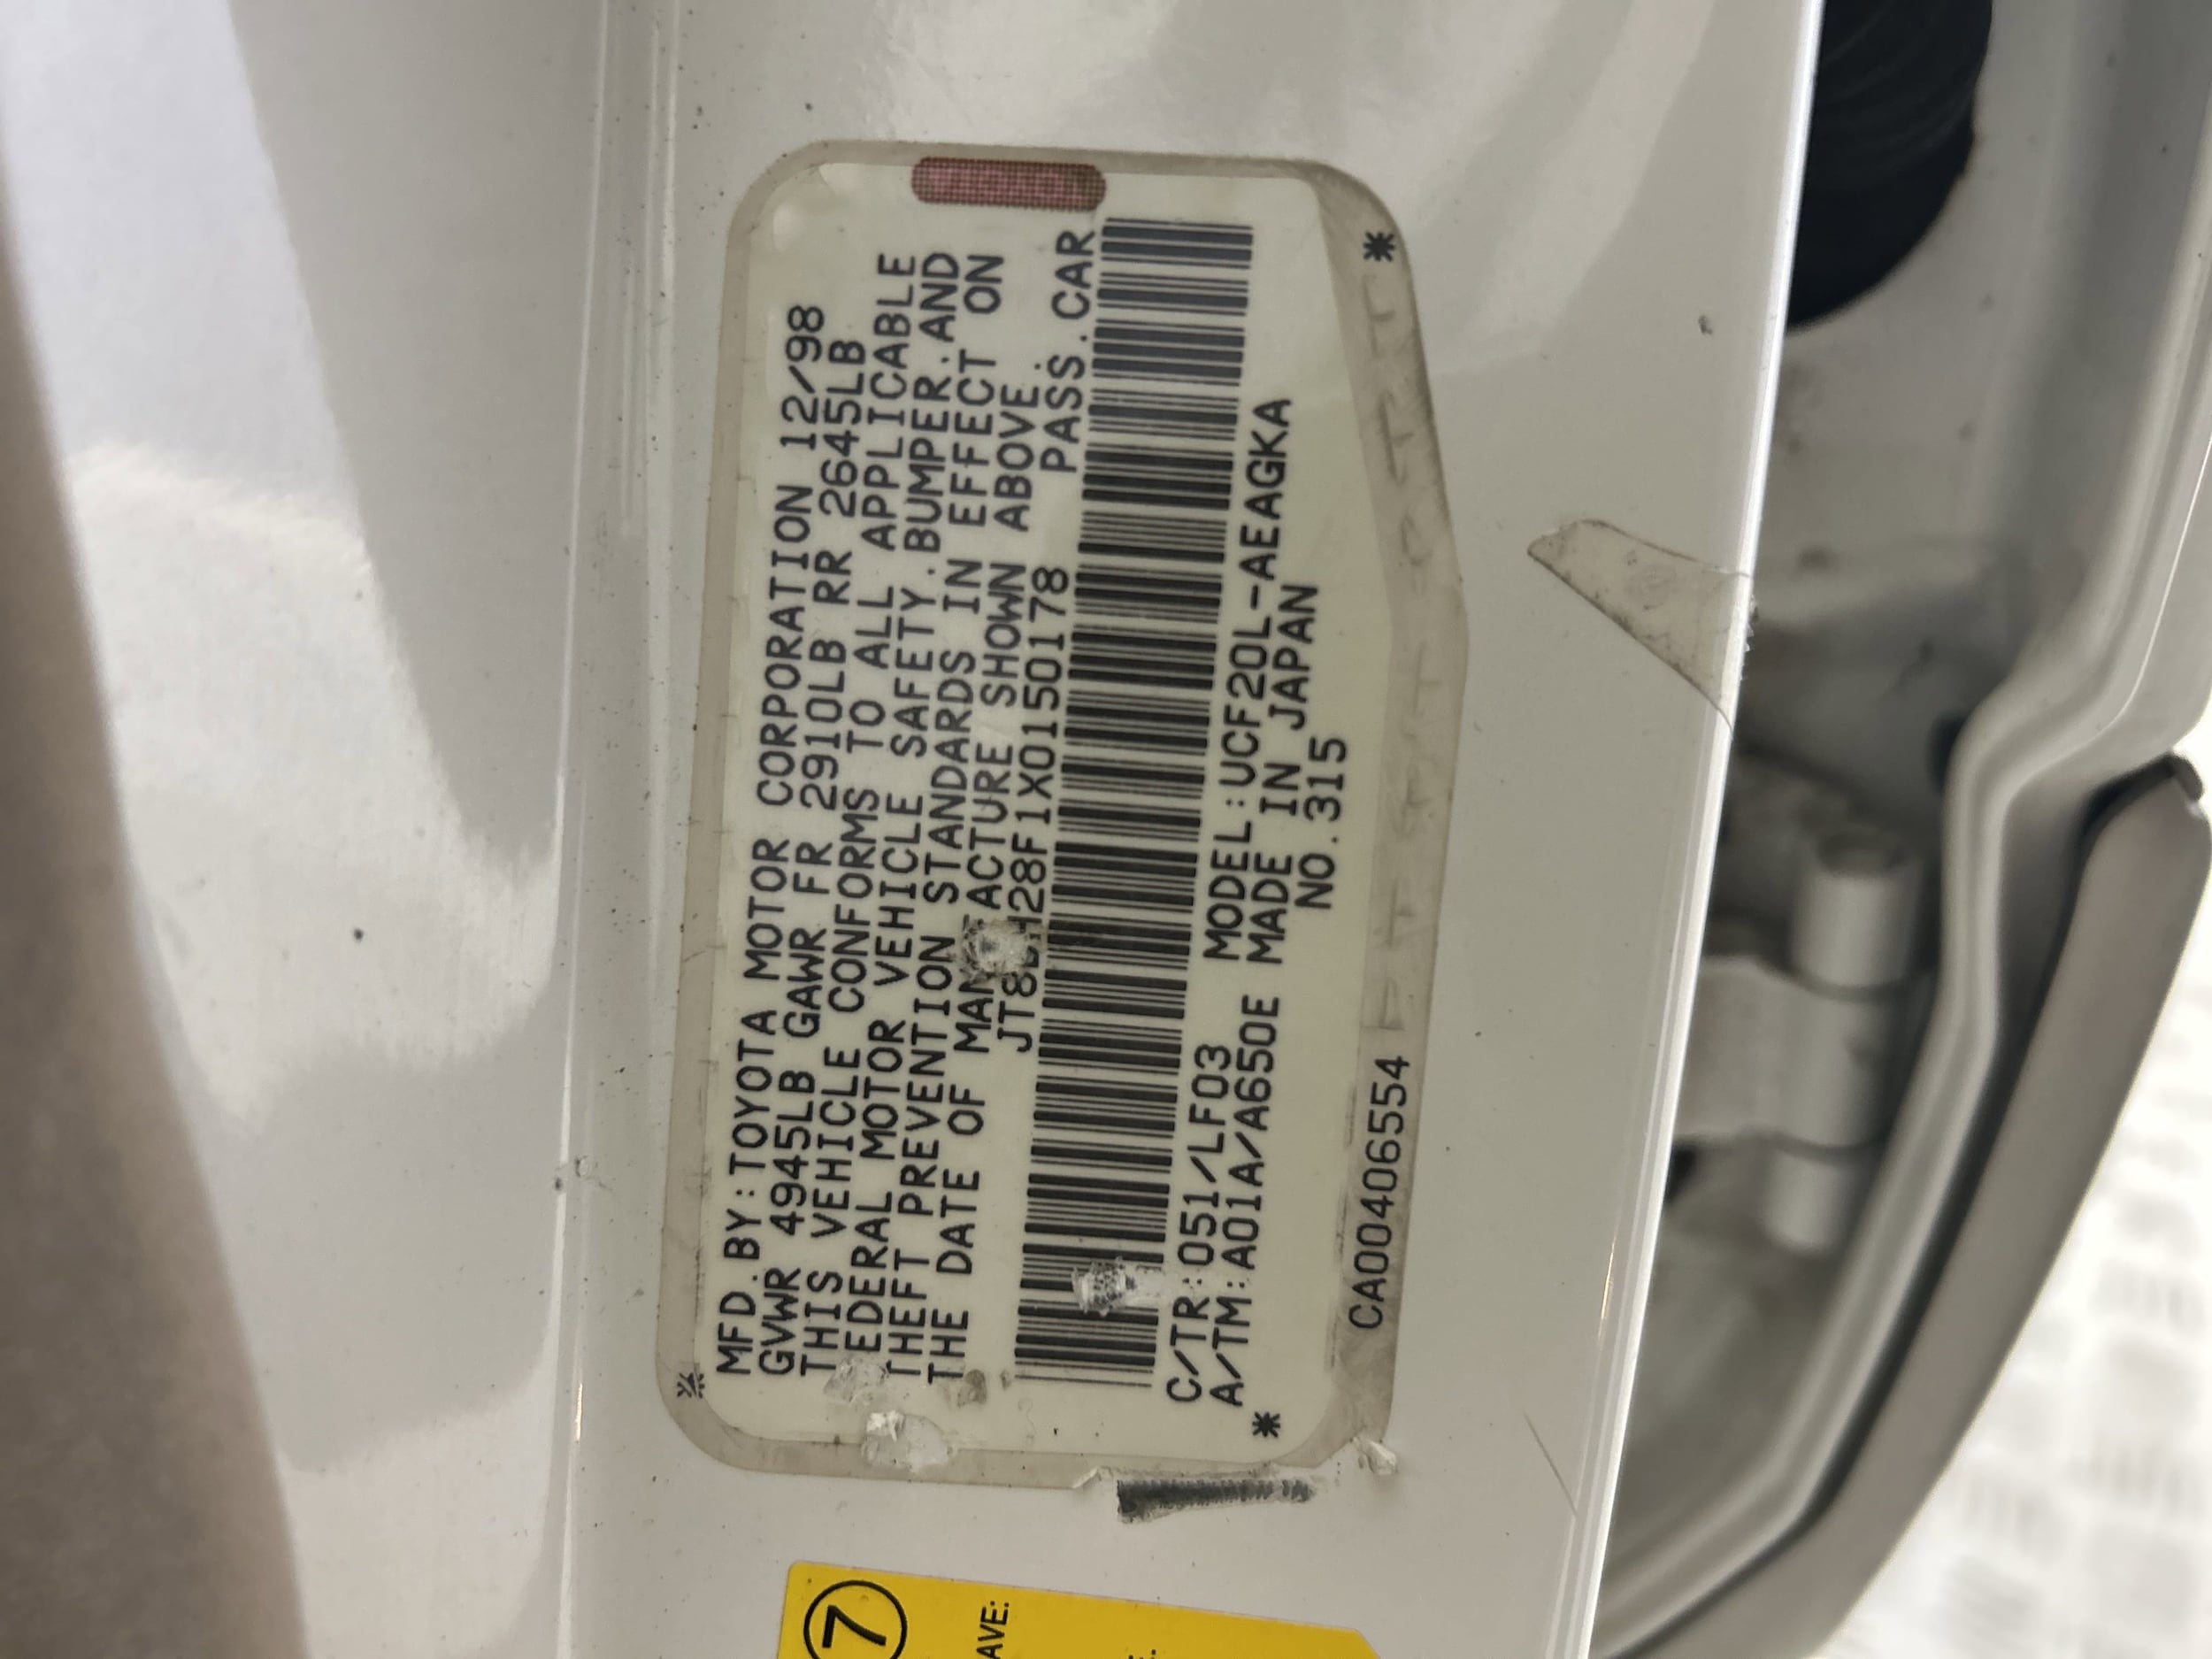 MFD.BY:TOYOTA MOTOR CORPORATION 12/98
GVWR 4945LB GAWR FR 2910LB RR 2645LB
THIS VEHICLE CONFORMS TO ALL APPLICABLE
FEDERAL MOTOR VEHICLE SAFETY.BUMPER.AND
THEFT PREVENTION STANDARDS IN EFFECT ON
THE DATE OF MANUFACTURE SHOWN ABOVE.
PASS.CAR
C/TR:051/LF03 MODEL:UCF20L-AEAGKA
A/TM:A01A/A650E MADE IN JAPAN
NO.315
CA00406554
7
AVE: